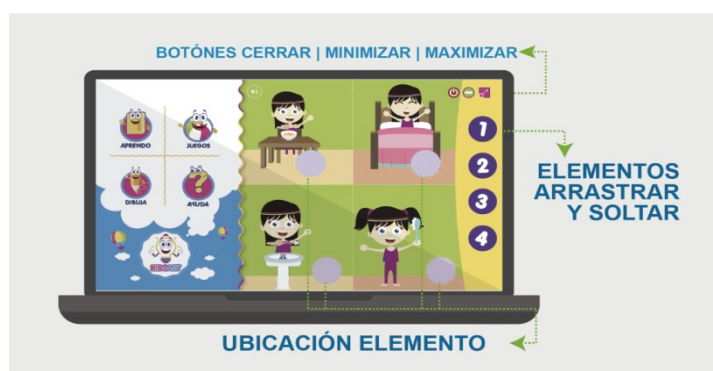 BOTÓNES CERRAR | MINIMIZAR | MAXIMIZAR
APRENDO
JUEGOS
DIBUJA
AYUDA
1
2
3
4
ELEMENTOS
ARRASTRAR
Y SOLTAR
UBICACIÓN ELEMENTO